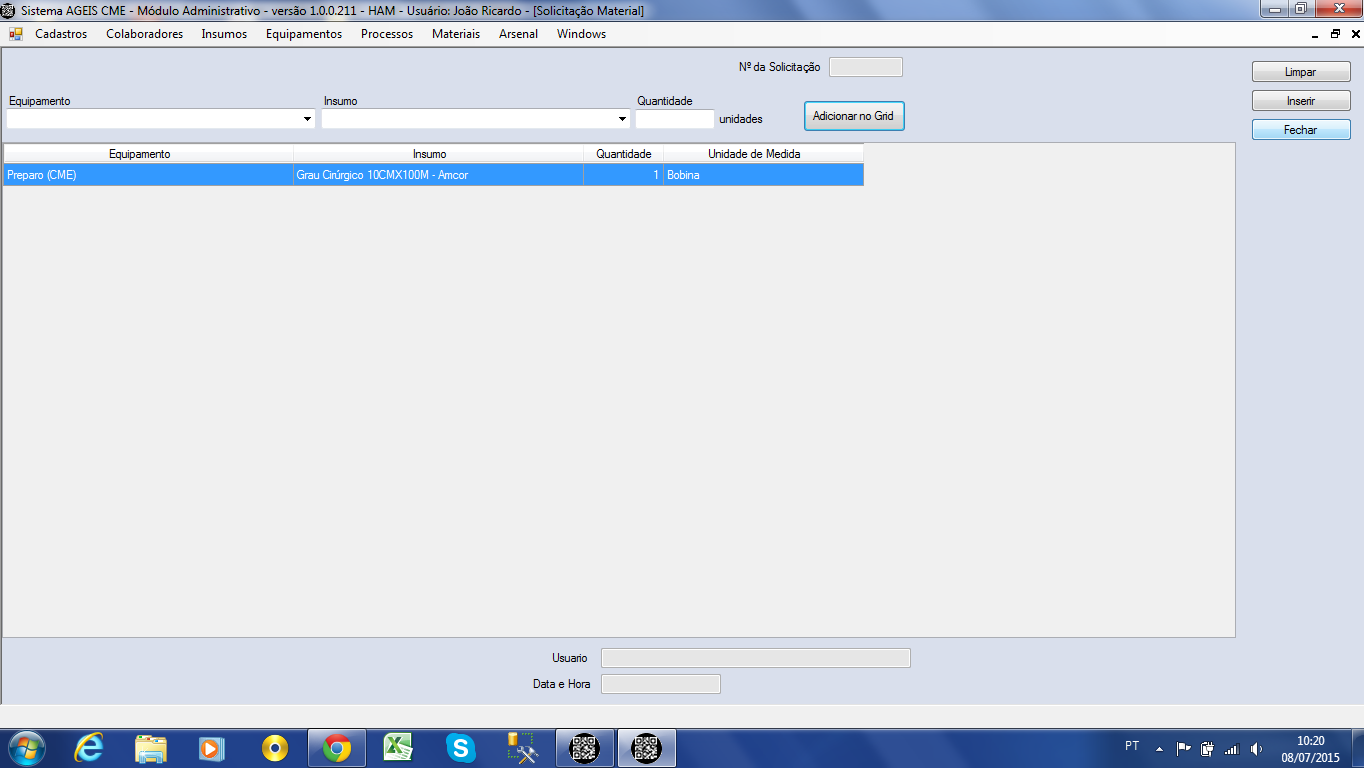 Sistema AGEIS CME - Módulo Administrativo - versão 1.0.0.211 - HAM - Usuário: João Ricardo - [Solicitação Material]
Cadastros Colaboradores Insumos Equipamentos Processos Materiais Arsenal Windows
Nº da Solicitação
Limpar
Equipamento Insumo Quantidade
Inserir
unidades Adicionar no Grid
Fechar
Equipamento Insumo Quantidade Unidade de Medida
Preparo (CME) Grau Cirúrgico 10CMX100M - Amcor 1 Bobina
Usuario
Data e Hora
PT 10:20
08/07/2015